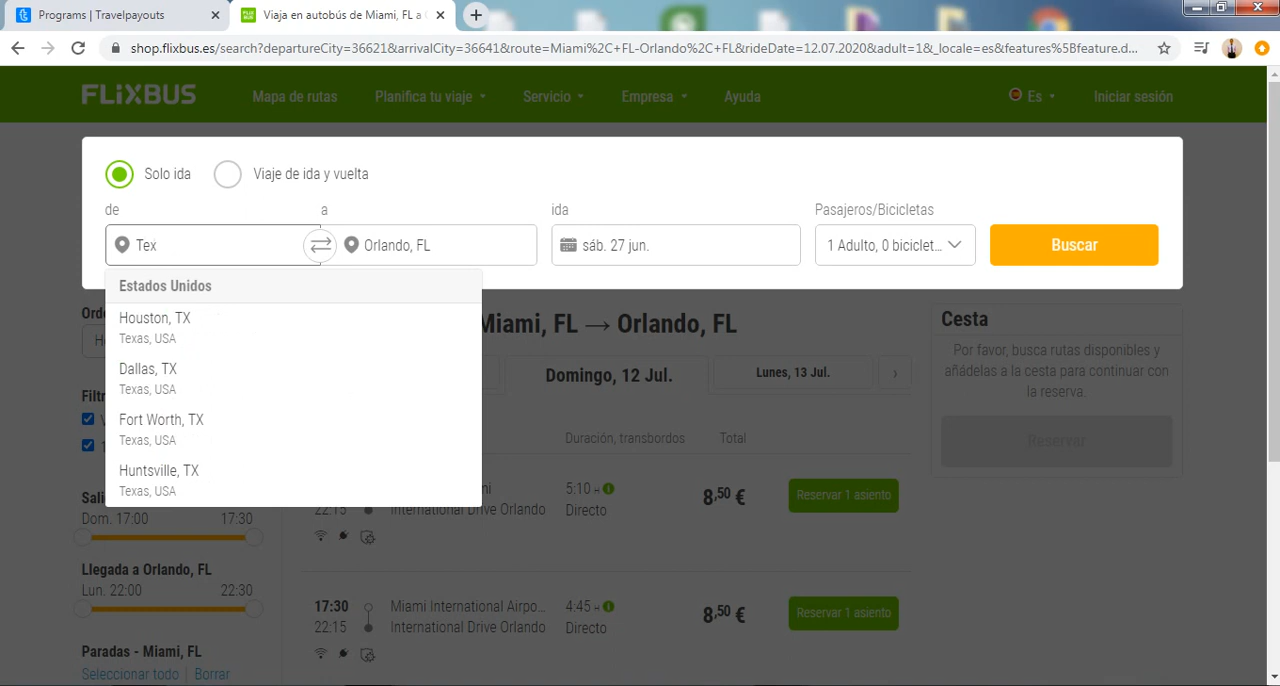 Programs | Travelpayouts
Viaja en autobús de Miami, FL a
shop.flixbus.es/search?departureCity=36621&arrivalCity=36641&route=Miami%2C+FL-Orlando%2C+FL&rideDate=12.07.2020&adult=1&_locale=es&features%5Bfeature.d...
FLiXBUS Mapa de rutas Planifica tu viaje Servicio Empresa Ayuda Es Iniciar sesión
Solo ida Viaje de ida y vuelta
de a ida Pasajeros/Bicicletas
Tex Orlando, FL sáb. 27 jun. 1 Adulto, 0 biciclet... Buscar
Estados Unidos
Houston, TX
Texas, USA
Dallas, TX
Texas, USA
Fort Worth, TX
Texas, USA
Huntsville, TX
Texas, USA
Miami, FL → Orlando, FL
Domingo, 12 Jul. Lunes, 13 Jul. ›
Duración, transbordos Total
5:10 H 8,50 € Reservar 1 asiento
22:15 International Drive Orlando Directo
17:30 Miami International Airpo... 4:45 H 8,50 € Reservar 1 asiento
22:15 International Drive Orlando Directo
Dom. 17:00 17:30
Llegada a Orlando, FL
Lun. 22:00 22:30
Paradas - Miami, FL
Seleccionar todo | Borrar
Cesta
Por favor, busca rutas disponibles y
añádelas a la cesta para continuar con
la reserva.
Reservar